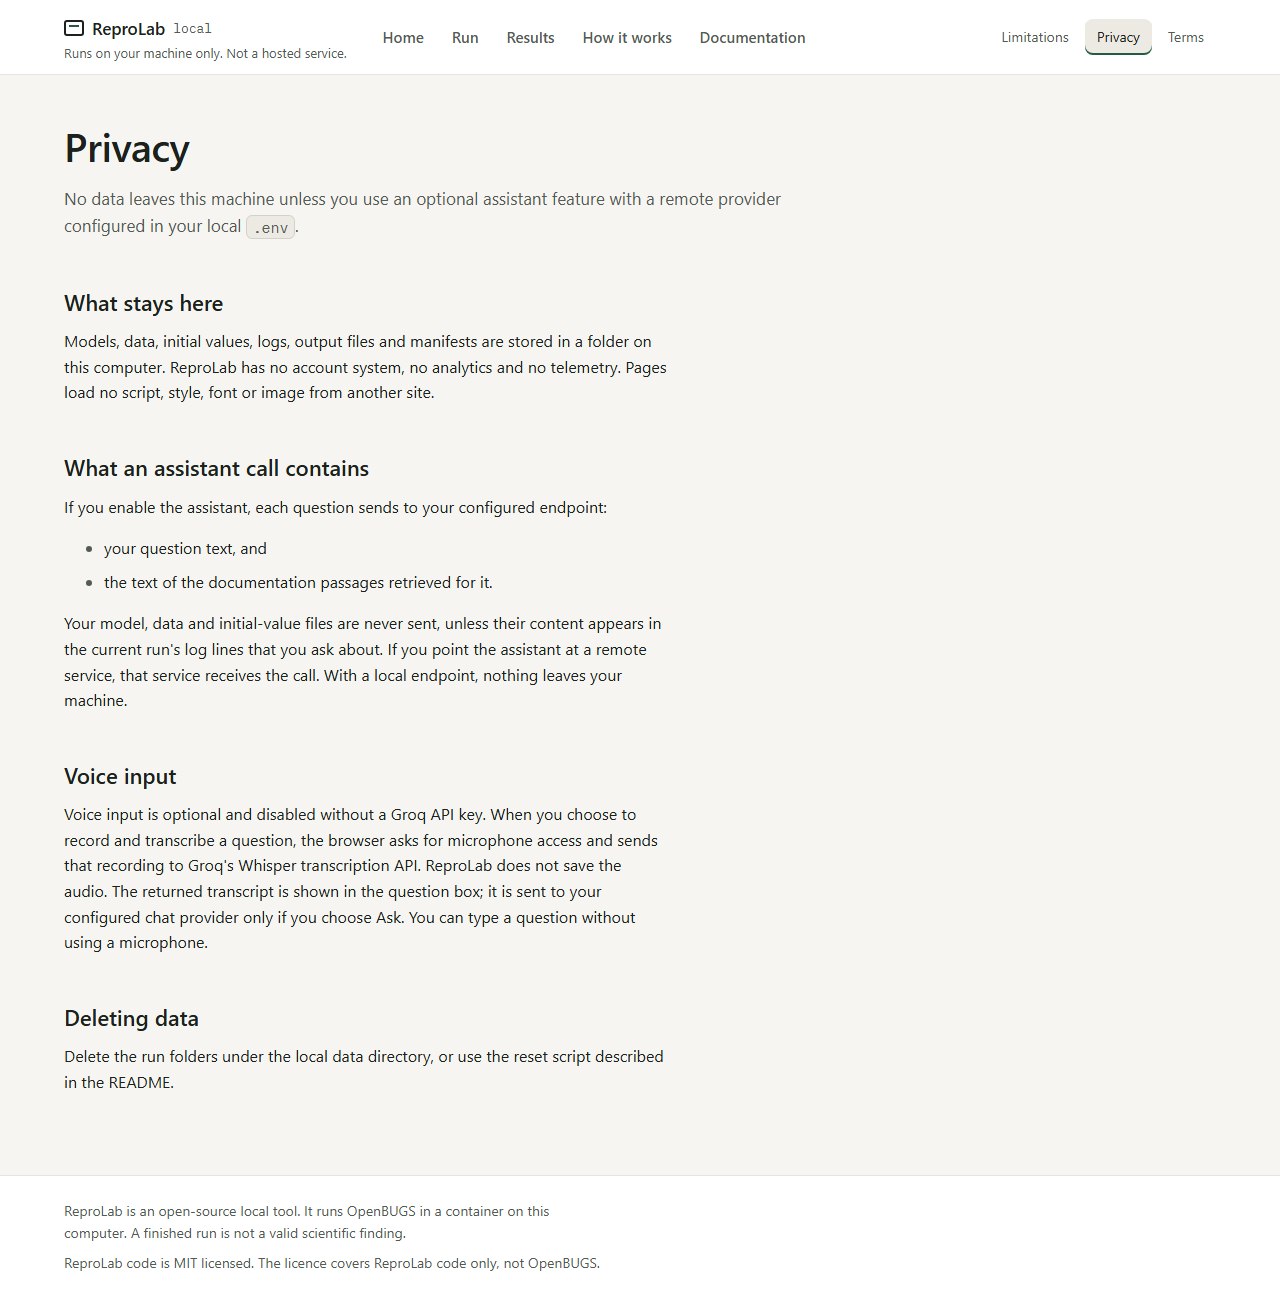 ReproLab local
Runs on your machine only. Not a hosted service.
Home
Run
Results
How it works
Documentation
Limitations
Privacy
Terms
Privacy
No data leaves this machine unless you use an optional assistant feature with a remote provider
configured in your local .env.
What stays here
Models, data, initial values, logs, output files and manifests are stored in a folder on
this computer. ReproLab has no account system, no analytics and no telemetry. Pages
load no script, style, font or image from another site.
What an assistant call contains
If you enable the assistant, each question sends to your configured endpoint:
• your question text, and
• the text of the documentation passages retrieved for it.
Your model, data and initial-value files are never sent, unless their content appears in
the current run's log lines that you ask about. If you point the assistant at a remote
service, that service receives the call. With a local endpoint, nothing leaves your
machine.
Voice input
Voice input is optional and disabled without a Groq API key. When you choose to
record and transcribe a question, the browser asks for microphone access and sends
that recording to Groq's Whisper transcription API. ReproLab does not save the
audio. The returned transcript is shown in the question box; it is sent to your
configured chat provider only if you choose Ask. You can type a question without
using a microphone.
Deleting data
Delete the run folders under the local data directory, or use the reset script described
in the README.
ReproLab is an open-source local tool. It runs OpenBUGS in a container on this
computer. A finished run is not a valid scientific finding.
ReproLab code is MIT licensed. The licence covers ReproLab code only, not OpenBUGS.